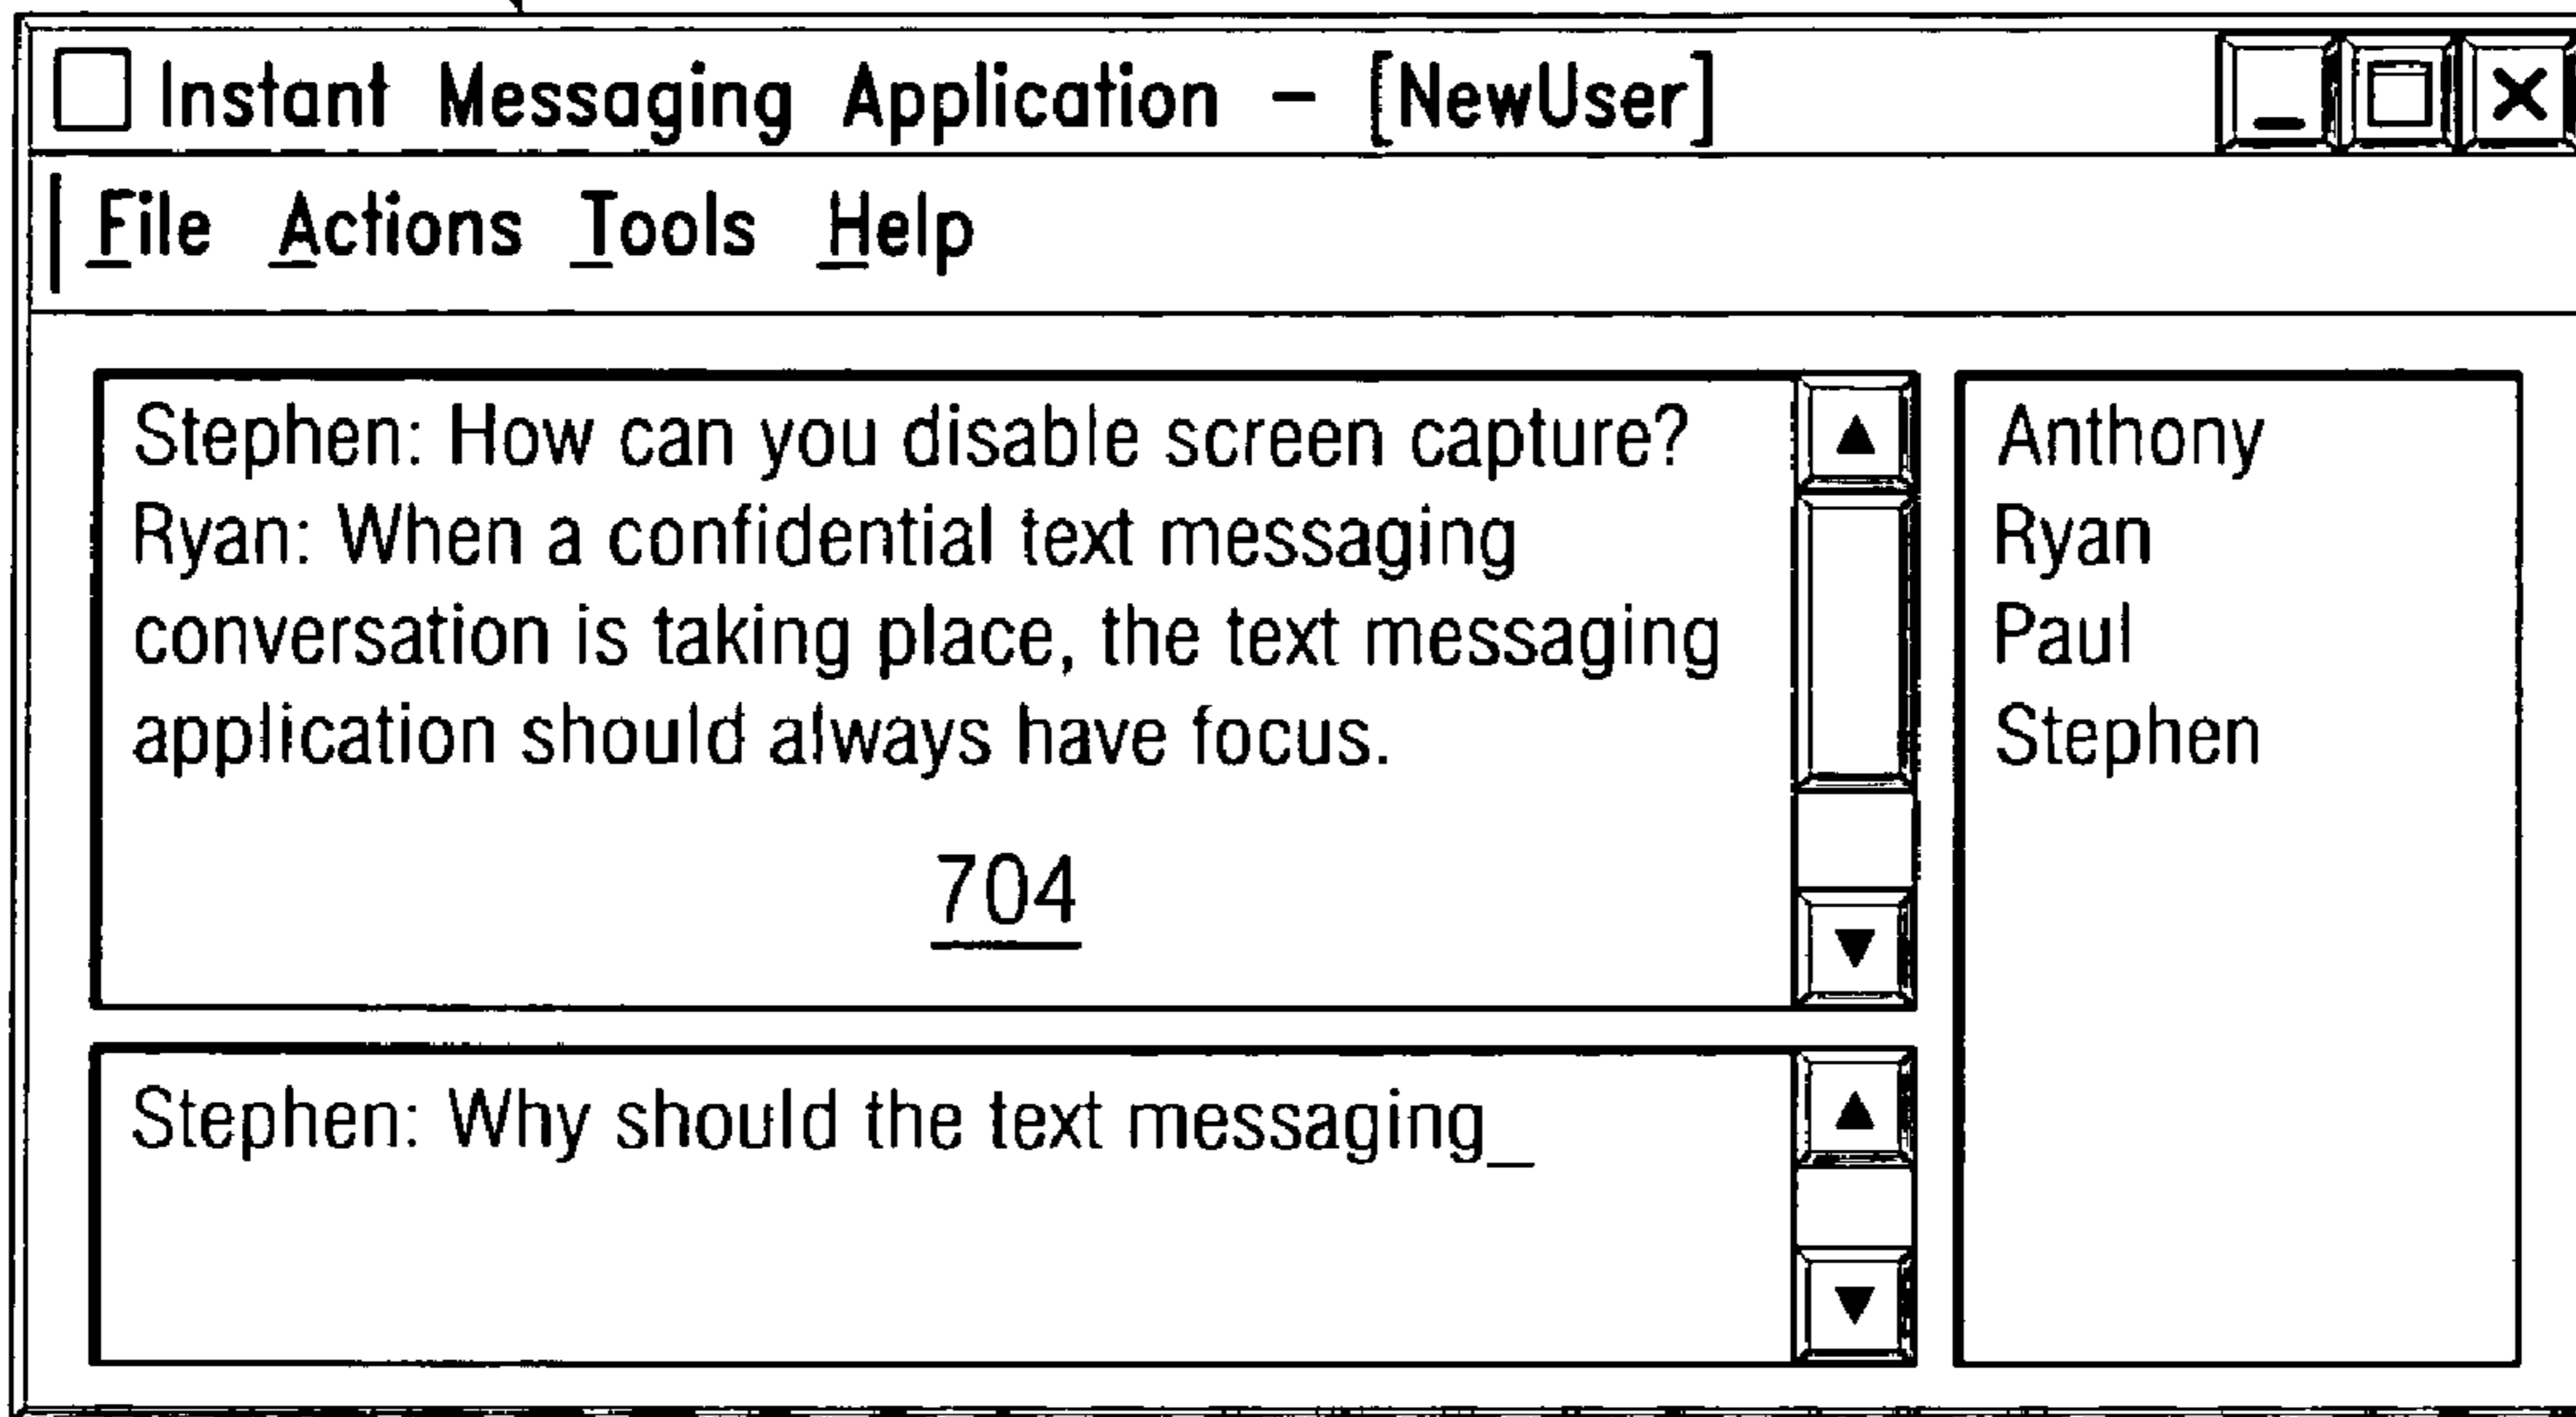 Instant Messaging Application – [NewUser]
File Actions Tools Help
Stephen: How can you disable screen capture?
Ryan: When a confidential text messaging
conversation is taking place, the text messaging
application should always have focus.
704
Stephen: Why should the text messaging_
Anthony
Ryan
Paul
Stephen